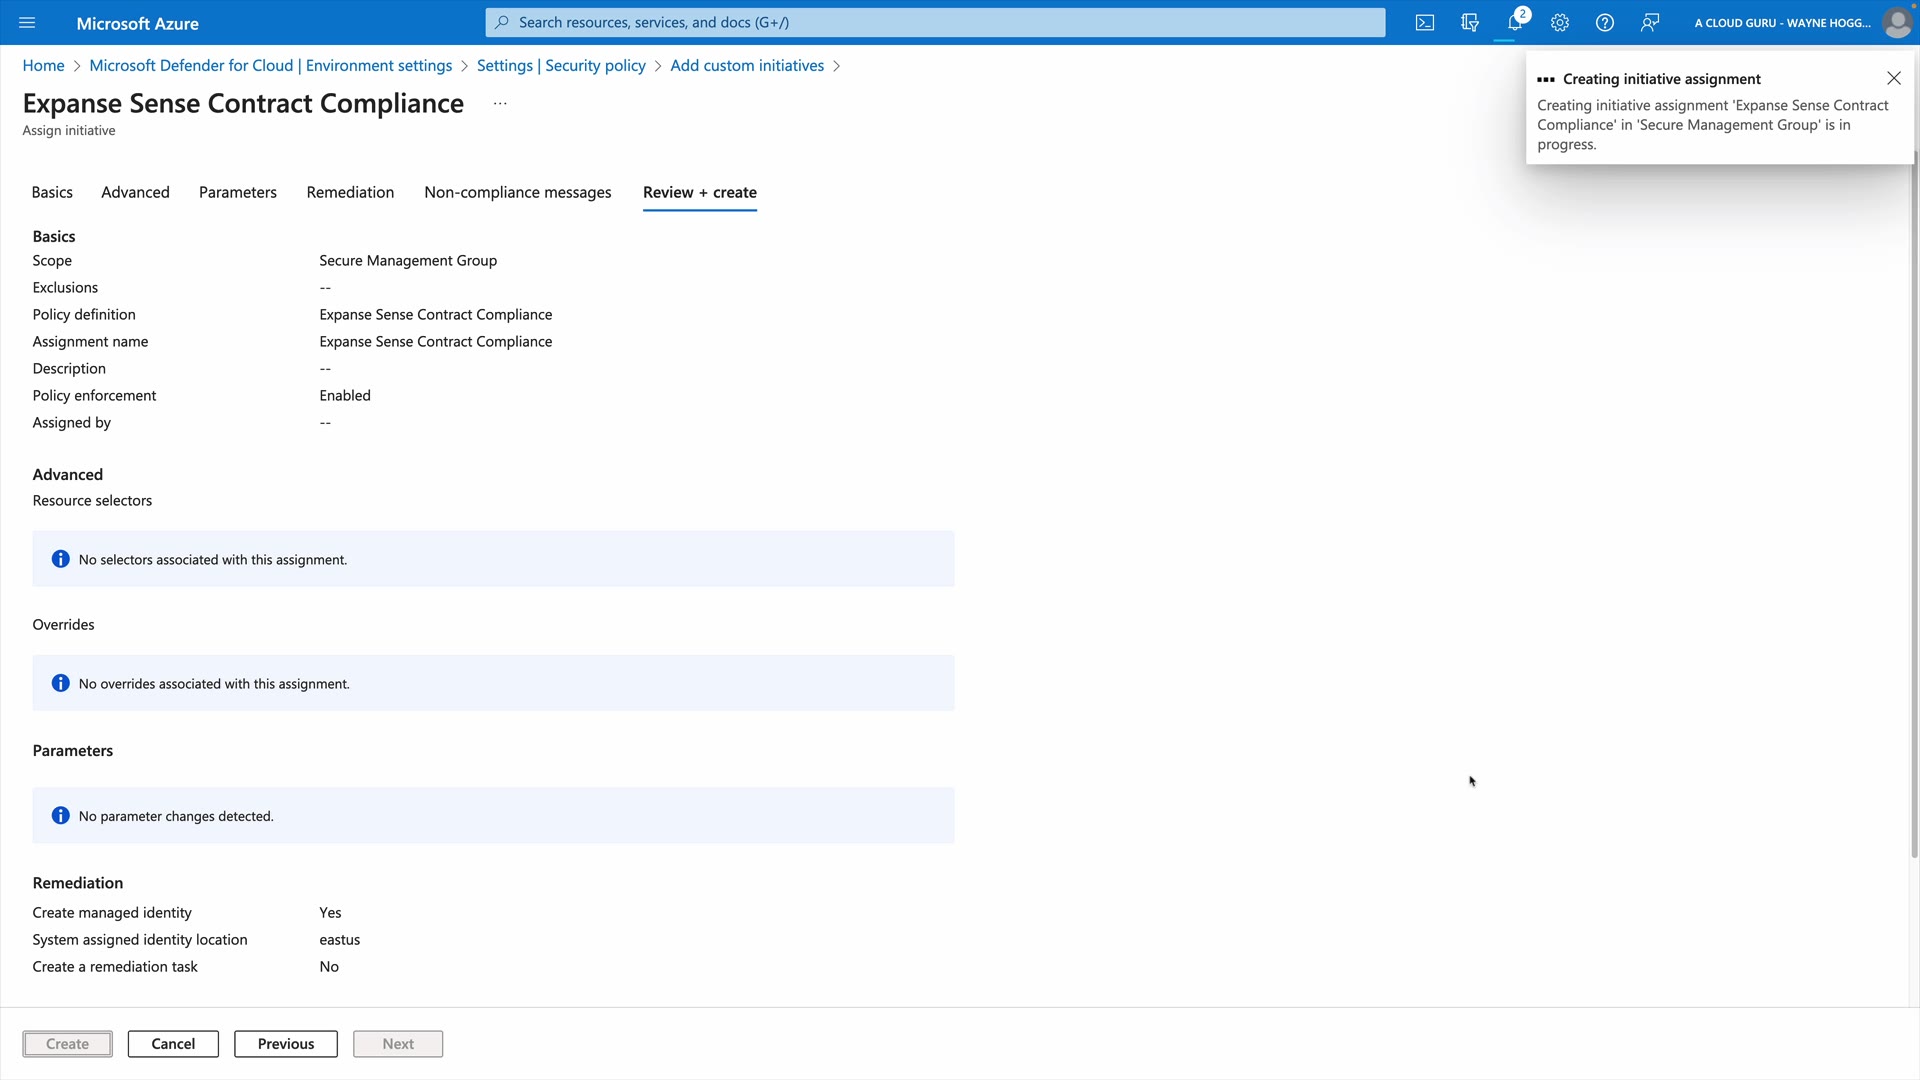 Microsoft Azure
Search resources, services, and docs (G+/)
2
A CLOUD GURU - WAYNE HOGG...
Home > Microsoft Defender for Cloud | Environment settings > Settings | Security policy > Add custom initiatives >
Expanse Sense Contract Compliance ...
Assign initiative
Creating initiative assignment
Creating initiative assignment 'Expanse Sense Contract
Compliance' in 'Secure Management Group' is in
progress.
Basics Advanced Parameters Remediation Non-compliance messages Review + create
Basics
Scope Secure Management Group
Exclusions --
Policy definition Expanse Sense Contract Compliance
Assignment name Expanse Sense Contract Compliance
Description --
Policy enforcement Enabled
Assigned by --
Advanced
Resource selectors
No selectors associated with this assignment.
Overrides
No overrides associated with this assignment.
Parameters
No parameter changes detected.
Remediation
Create managed identity Yes
System assigned identity location eastus
Create a remediation task No
Create Cancel Previous Next